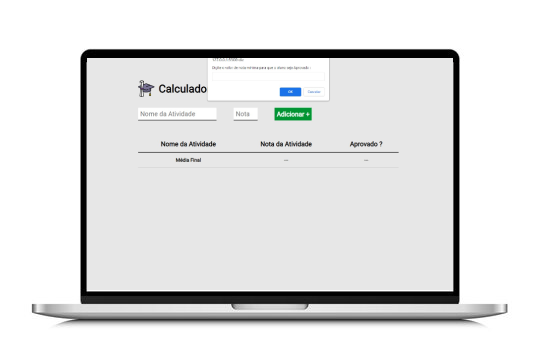 Digite o valor da nota mínima para que o aluno seja Aprovado :
OK
Cancelar
Calculado
Nome da Atividade
Nota
Adicionar +
Nome da Atividade
Nota da Atividade
Aprovado ?
Média Final
---
---